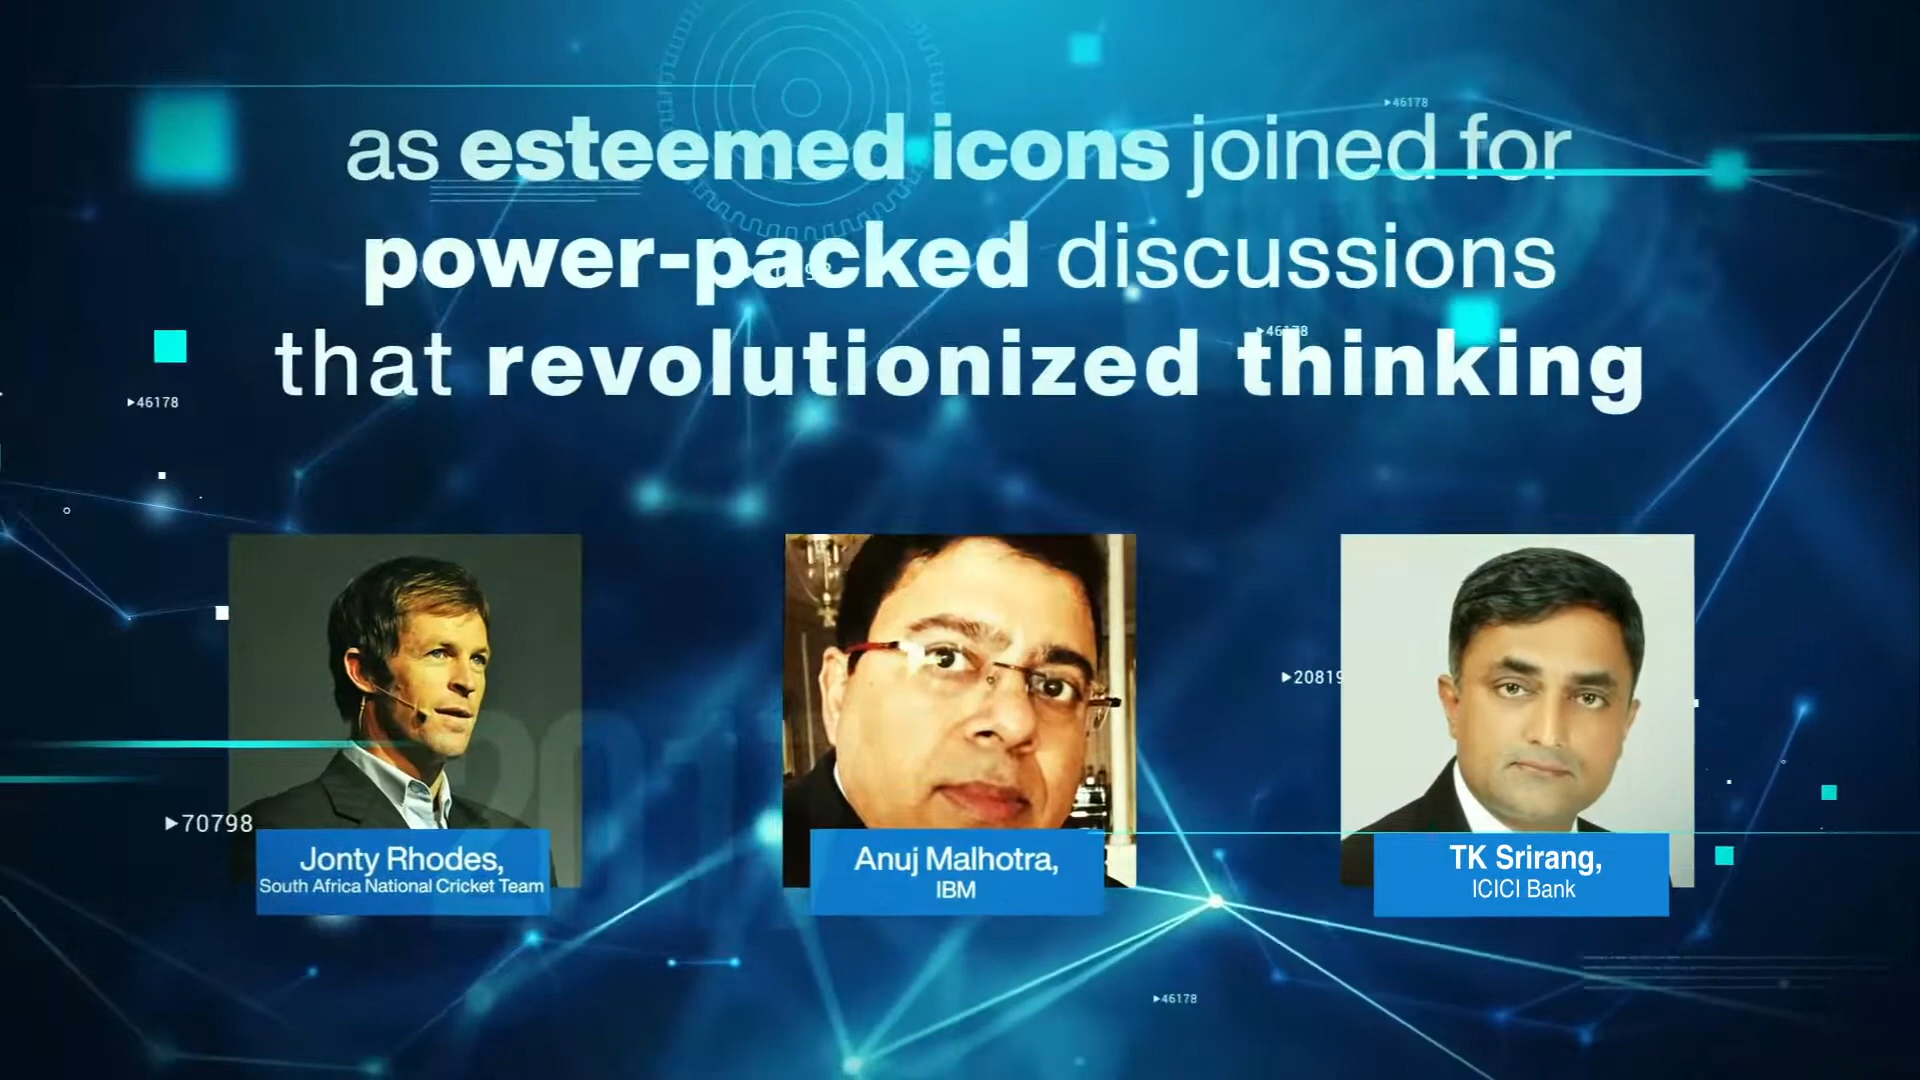 as esteemed icons joined for
power-packed discussions
that revolutionized thinking
▸46178
▸46178
▸46178
▸20819
▸70798
Jonty Rhodes,
South Africa National Cricket Team
Anuj Malhotra,
IBM
TK Srirang,
ICICI Bank
▸46178